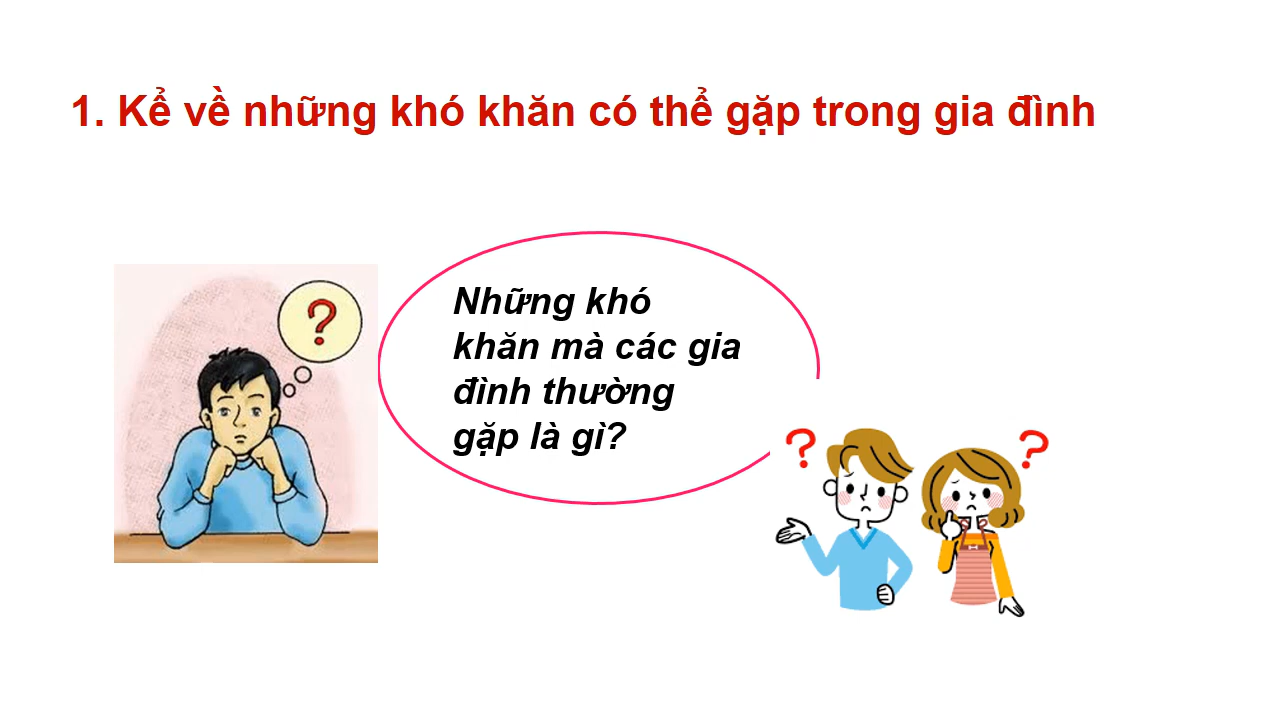 1. Kể về những khó khăn có thể gặp trong gia đình
?
Những khó
khăn mà các gia
đình thường
gặp là gì?
? ?